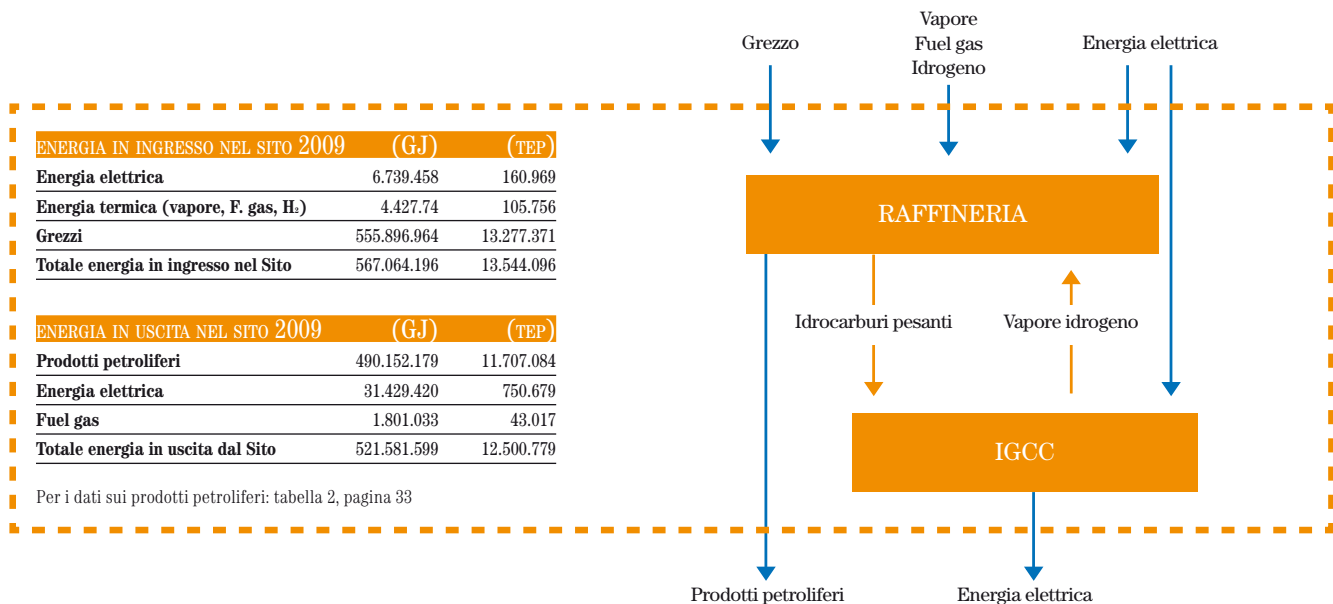 Grezzo
Vapore
Fuel gas
Idrogeno
Energia elettrica
ENERGIA IN INGRESSO NEL SITO 2009 (GJ) (TEP)
Energia elettrica 6.739.458 160.969
Energia termica (vapore, F. gas, H₂) 4.427.74 105.756
Grezzi 555.896.964 13.277.371
Totale energia in ingresso nel Sito 567.064.196 13.544.096
ENERGIA IN USCITA NEL SITO 2009 (GJ) (TEP)
Prodotti petroliferi 490.152.179 11.707.084
Energia elettrica 31.429.420 750.679
Fuel gas 1.801.033 43.017
Totale energia in uscita dal Sito 521.581.599 12.500.779
Per i dati sui prodotti petroliferi: tabella 2, pagina 33
RAFFINERIA
Idrocarburi pesanti
Vapore idrogeno
IGCC
Prodotti petroliferi
Energia elettrica